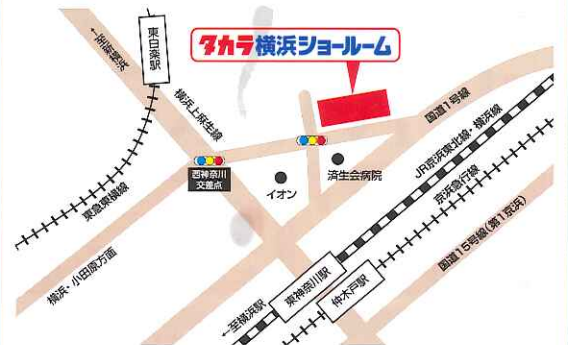 タカラ横浜ショールーム
↖至新横浜
東白楽駅
横浜上麻生線
国道1号線
西神奈川
交差点
イオン
済生会病院
JR京浜東北線・横浜線
京浜急行線
東急東横線
横浜・小田原方面
国道15号線(第1京浜)
東神奈川駅
仲木戸駅
←至横浜駅